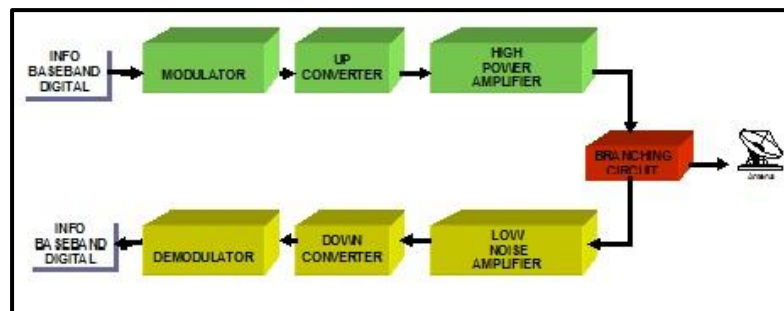 INFO
BASEBAND
DIGITAL
MODULATOR
UP
CONVERTER
HIGH
POWER
AMPLIFIER
BRANCHING
CIRCUIT
Antena
INFO
BASEBAND
DIGITAL
DEMODULATOR
DOWN
CONVERTER
LOW
NOISE
AMPLIFIER